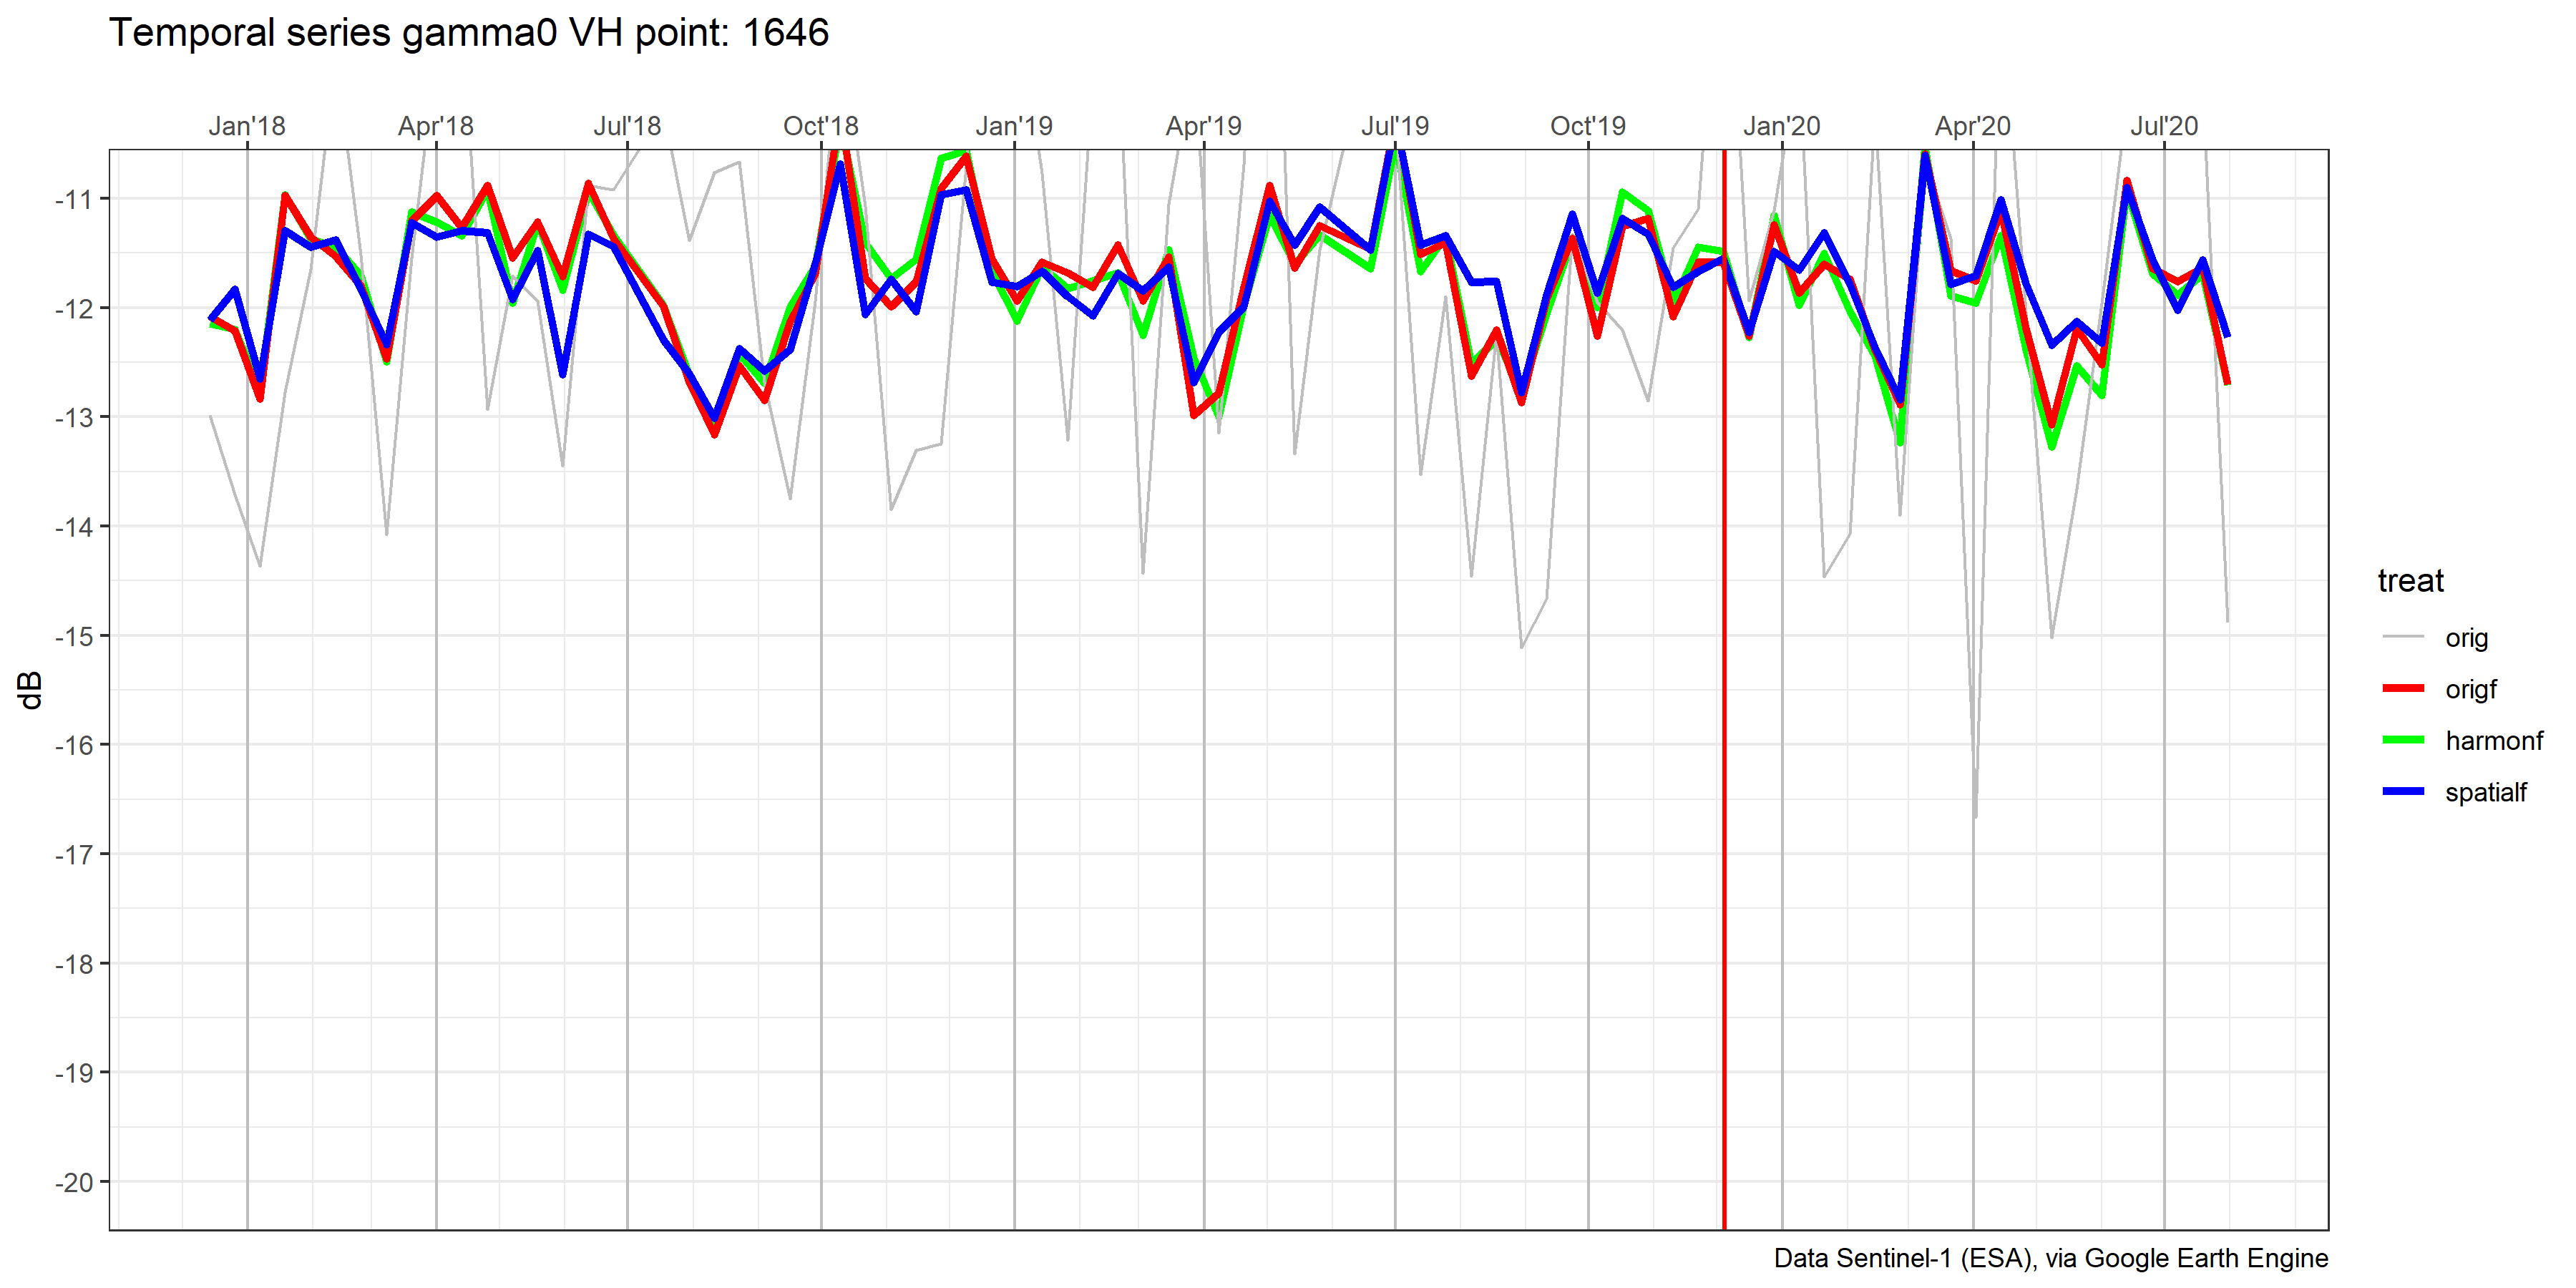 Temporal series gamma0 VH point: 1646
Jan'18 Apr'18 Jul'18 Oct'18 Jan'19 Apr'19 Jul'19 Oct'19 Jan'20 Apr'20 Jul'20
-11
-12
-13
-14
-15
-16
-17
-18
-19
-20
dB
treat
orig
origf
harmonf
spatialf
Data Sentinel-1 (ESA), via Google Earth Engine